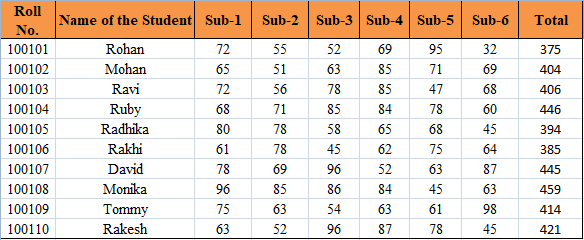 Roll No. Name of the Student Sub-1 Sub-2 Sub-3 Sub-4 Sub-5 Sub-6 Total
100101 Rohan 72 55 52 69 95 32 375
100102 Mohan 65 51 63 85 71 69 404
100103 Ravi 72 56 78 85 47 68 406
100104 Ruby 68 71 85 84 78 60 446
100105 Radhika 80 78 58 65 68 45 394
100106 Rakhi 61 78 45 62 75 64 385
100107 David 78 69 96 52 63 87 445
100108 Monika 96 85 86 84 45 63 459
100109 Tommy 75 63 54 63 61 98 414
100110 Rakesh 63 52 96 87 78 45 421